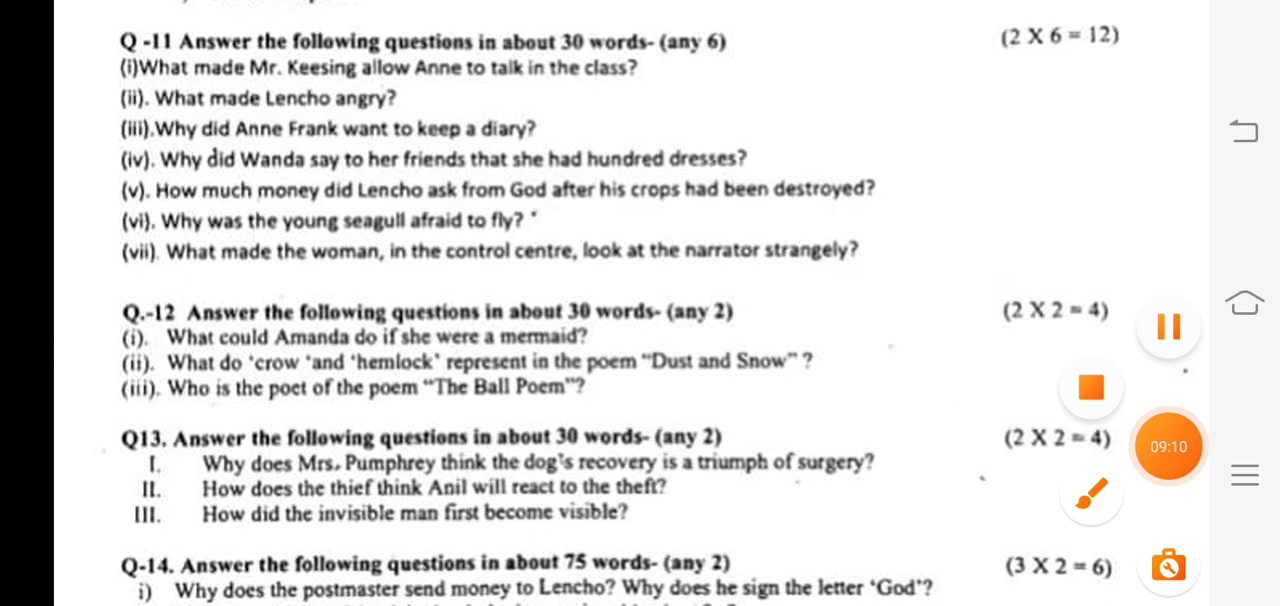 Q -11 Answer the following questions in about 30 words- (any 6) (2 X 6 = 12)
(i)What made Mr. Keesing allow Anne to talk in the class?
(ii). What made Lencho angry?
(iii).Why did Anne Frank want to keep a diary?
(iv). Why did Wanda say to her friends that she had hundred dresses?
(v). How much money did Lencho ask from God after his crops had been destroyed?
(vi). Why was the young seagull afraid to fly?
(vii). What made the woman, in the control centre, look at the narrator strangely?
Q.-12 Answer the following questions in about 30 words- (any 2) (2 X 2 = 4)
(i). What could Amanda do if she were a mermaid?
(ii). What do 'crow 'and 'hemlock' represent in the poem "Dust and Snow" ?
(iii). Who is the poet of the poem "The Ball Poem"?
Q13. Answer the following questions in about 30 words- (any 2) (2 X 2 = 4)
I. Why does Mrs. Pumphrey think the dog's recovery is a triumph of surgery?
II. How does the thief think Anil will react to the theft?
III. How did the invisible man first become visible?
09:10
Q-14. Answer the following questions in about 75 words- (any 2) (3 X 2 = 6)
i) Why does the postmaster send money to Lencho? Why does he sign the letter 'God'?